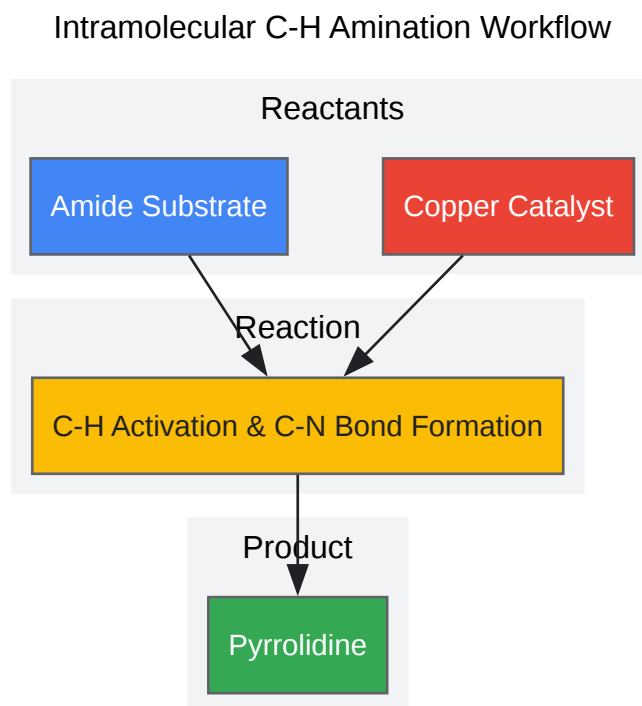 Intramolecular C-H Amination Workflow
Reactants
Amide Substrate
Copper Catalyst
Reaction
C-H Activation & C-N Bond Formation
Product
Pyrrolidine